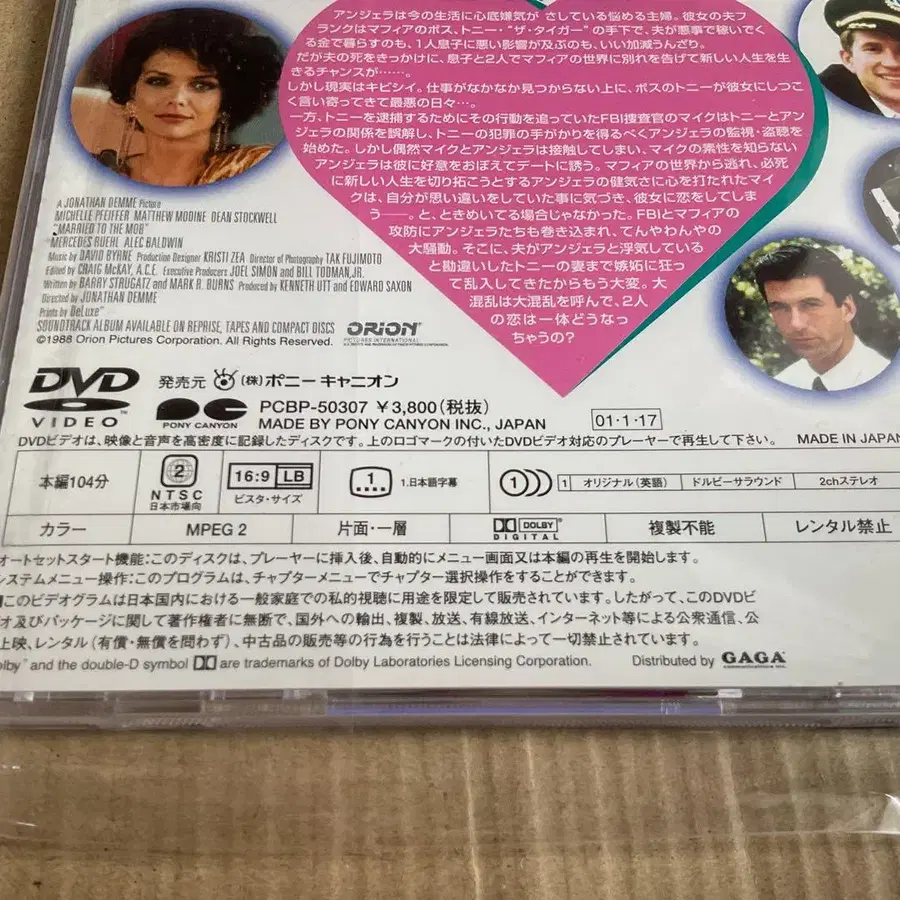 アンジェラは今の生活に心底嫌気が さしている悩める主婦。彼女の夫フ
ランクはマフィアのボス、トニー・“ザ・タイガー” の手下で、夫が悪事で稼いでく
る金で暮らすのも、1人息子に悪い影響が及ぶのも、いい加減うんざり。
だが夫の死をきっかけに、息子と2人でマフィアの世界に別れを告げて新しい人生を生
きるチャンスが……。
しかし現実はキビシイ。仕事がなかなか見つからない上に、ボスのトニーが彼女にしつこ
く言い寄ってきて最悪の日々…。
一方、トニーを逮捕するためにその行動を追っていたFBI捜査官のマイクはトニーとアン
ジェラの関係を誤解し、トニーの犯罪の手がかりを得るべくアンジェラの監視・盗聴を
始めた。しかし偶然マイクとアンジェラは接触してしまい、マイクの素性を知らない
アンジェラは彼に好意をおぼえてデートに誘う。マフィアの世界から逃れ、必死
に新しい人生を切り拓こうとするアンジェラの健気さに心を打たれたマイ
クは、自分が思い違いをしていた事に気づき、彼女に恋をしてしま
う――。と、ときめいてる場合じゃなかった。FBIとマフィアの
攻防にアンジェラたちも巻き込まれ、てんやわんやの
大騒動。そこに、夫がアンジェラと浮気している
と勘違いしたトニーの妻まで嫉妬に狂っ
て乱入してきたからもう大変。大
混乱は大混乱を呼んで、2人
の恋は一体どうなっ
ちゃうの?
A JONATHAN DEMME Picture
MICHELLE PFEIFFER MATTHEW MODINE DEAN STOCKWELL
"MARRIED TO THE MOB"
MERCEDES RUEHL ALEC BALDWIN
Music by DAVID BYRNE Production Designer KRISTI ZEA Director of Photography TAK FUJIMOTO
Edited by CRAIG McKAY, A.C.E. Executive Producers JOEL SIMON and BILL TODMAN, JR.
Written by BARRY STRUGATZ and MARK R. BURNS Produced by KENNETH UTT and EDWARD SAXON
Directed by JONATHAN DEMME
Prints by DeLuxe®
SOUNDTRACK ALBUM AVAILABLE ON REPRISE, TAPES AND COMPACT DISCS
©1988 Orion Pictures Corporation. All Rights Reserved.
ORION
PICTURES INTERNATIONAL
DVD
VIDEO
発売元 (株)ポニーキャニオン
PONY CANYON
PCBP-50307 ¥3,800(税抜)
MADE BY PONY CANYON INC., JAPAN
01・1・17
DVDビデオは、映像と音声を高密度に記録したディスクです。上のロゴマークの付いたDVDビデオ対応のプレーヤーで再生して下さい。 MADE IN JAPAN
本編104分
2
NTSC
日本市場向
16:9 LB
ビスタ・サイズ
1
1.日本語字幕
1 オリジナル(英語) ドルビーサラウンド 2chステレオ
カラー MPEG 2 片面・一層 DOLBY DIGITAL 複製不能 レンタル禁止
オートセットスタート機能:このディスクは、プレーヤーに挿入後、自動的にメニュー画面又は本編の再生を開始します。
システムメニュー操作:このプログラムは、チャプターメニューでチャプター選択操作をすることができます。
このビデオグラムは日本国内における一般家庭での私的視聴に用途を限定して販売されています。したがって、このDVDビ
オ及びパッケージに関して著作権者に無断で、国外への輸出、複製、放送、有線放送、インターネット等による公衆通信、公
上映、レンタル(有償・無償を問わず)、中古品の販売等の行為を行うことは法律によって一切禁止されています。
olby" and the double-D symbol are trademarks of Dolby Laboratories Licensing Corporation. Distributed by GAGA